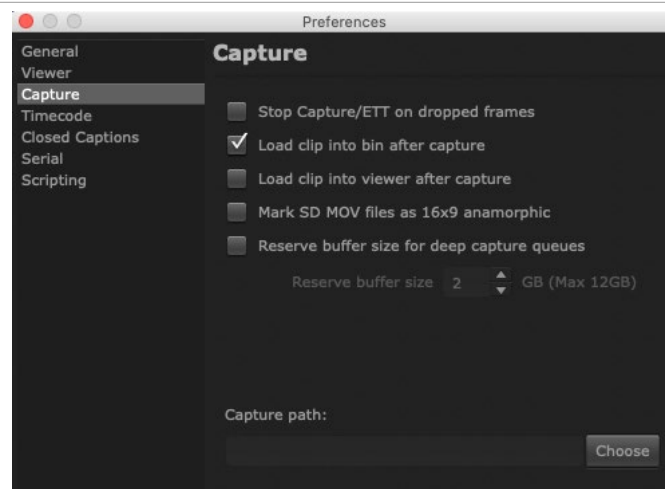 Preferences
General
Viewer
Capture
Timecode
Closed Captions
Serial
Scripting
Capture
Stop Capture/ETT on dropped frames
Load clip into bin after capture
Load clip into viewer after capture
Mark SD MOV files as 16x9 anamorphic
Reserve buffer size for deep capture queues
Reserve buffer size 2 GB (Max 12GB)
Capture path:
Choose